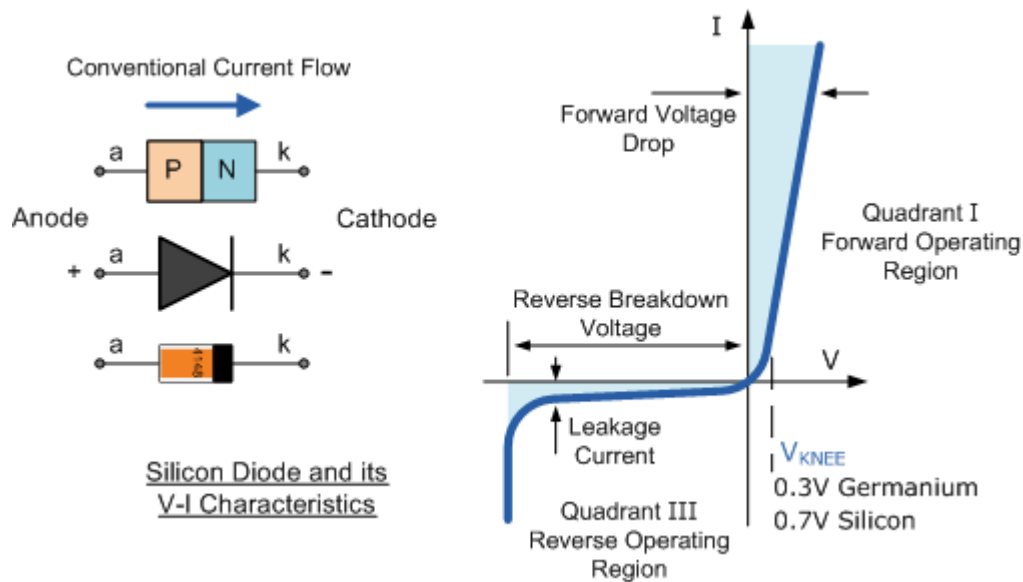 Conventional Current Flow
a
P
N
k
Anode
Cathode
a
k
+
-
a
4148
k
Silicon Diode and its
V-I Characteristics
I
Forward Voltage
Drop
Quadrant I
Forward Operating
Region
Reverse Breakdown
Voltage
V
Leakage
Current
VKNEE
0.3V Germanium
0.7V Silicon
Quadrant III
Reverse Operating
Region